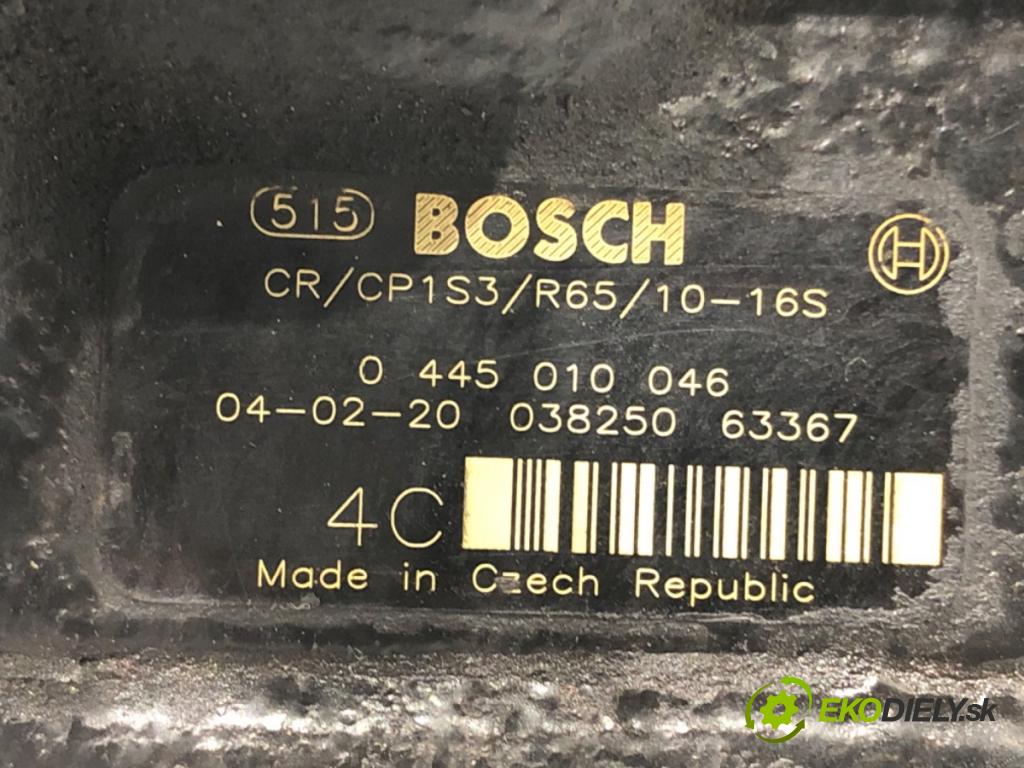 515 BOSCH
CR/CP1S3/R65/10-16S
0 445 010 046
04-02-20 038250 63367
4C
Made in Czech Republic
EKODIELY.sk